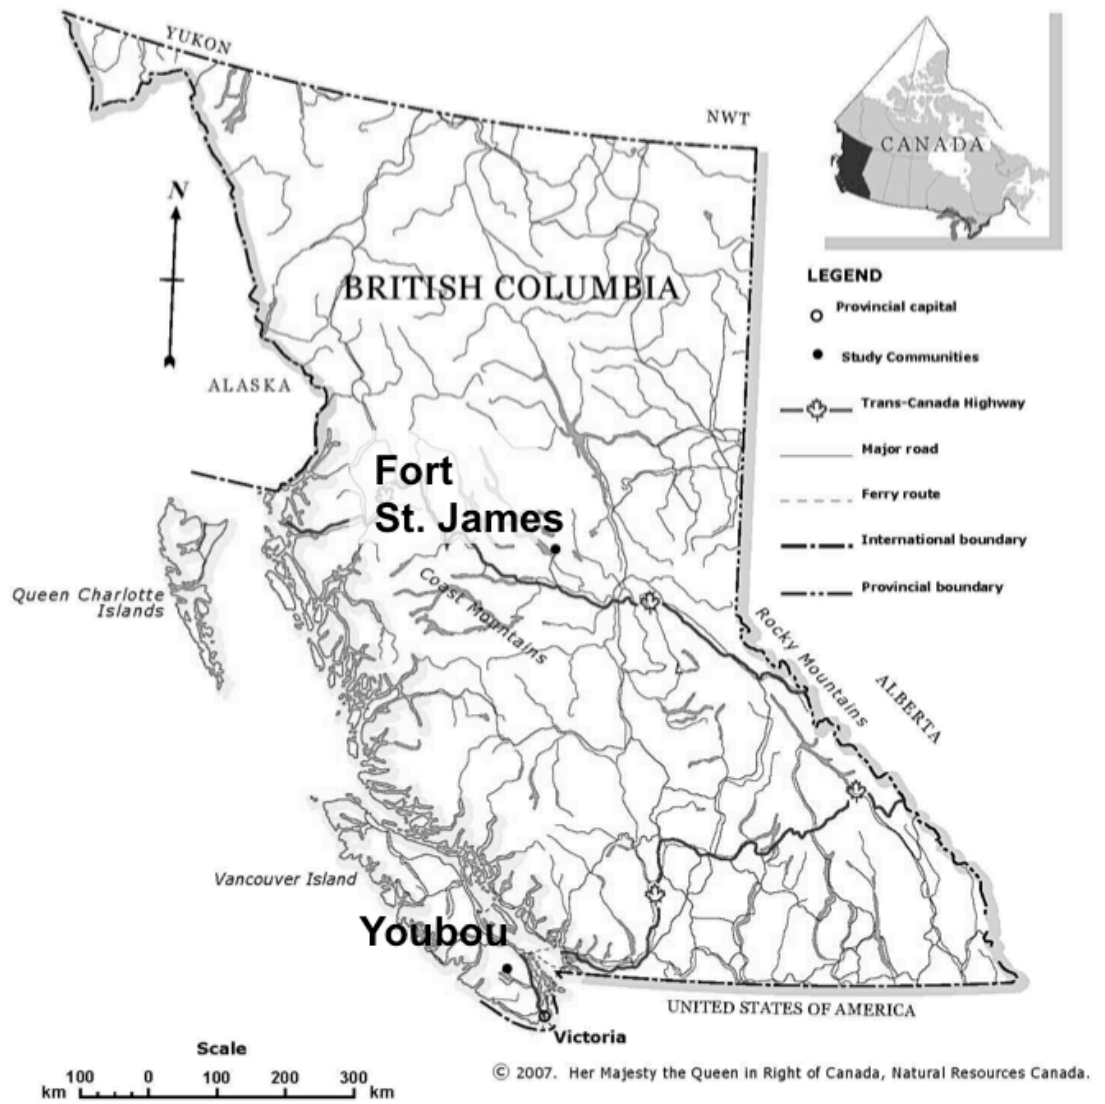 YUKON
NWT
CANADA
N
BRITISH COLUMBIA
LEGEND
Provincial capital
Study Communities
ALASKA
Trans-Canada Highway
Major road
Fort
St. James
Ferry route
International boundary
Provincial boundary
Queen Charlotte
Islands
Coast Mountains
Rocky Mountains
ALBERTA
Vancouver Island
Youbou
UNITED STATES OF AMERICA
Victoria
Scale
100 0 100 200 300
km km
© 2007. Her Majesty the Queen in Right of Canada, Natural Resources Canada.